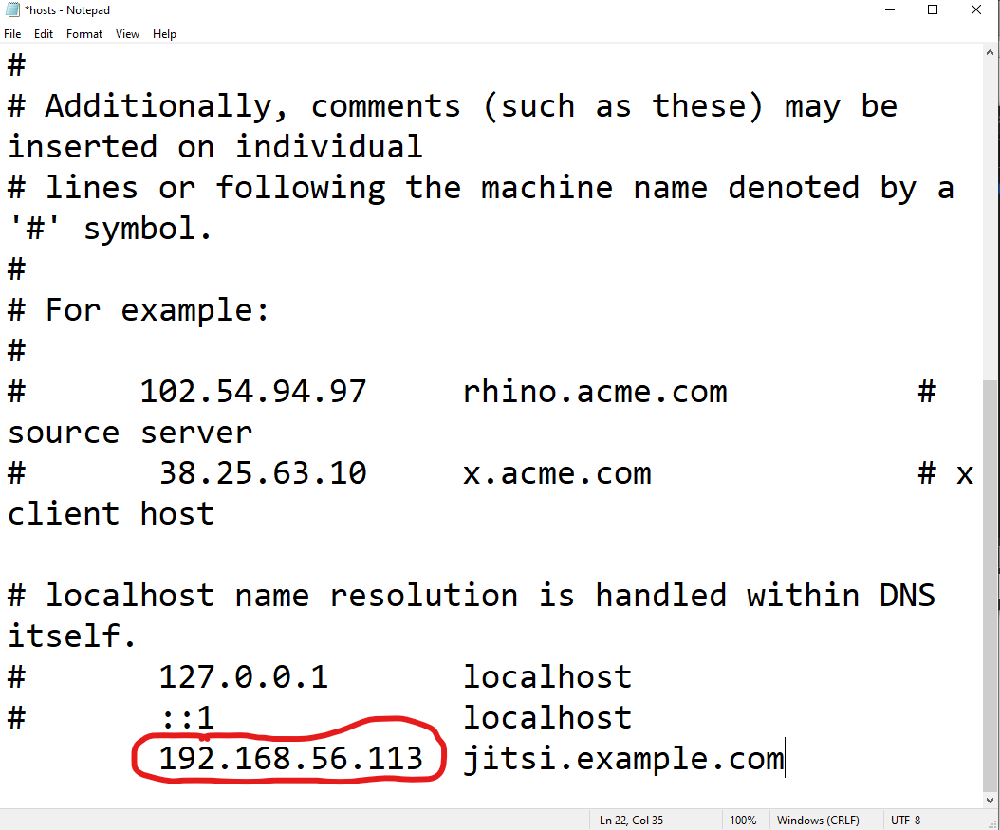 *hosts - Notepad
File Edit Format View Help
#
# Additionally, comments (such as these) may be
inserted on individual
# lines or following the machine name denoted by a
'#' symbol.
#
# For example:
#
#       102.54.94.97     rhino.acme.com          #
source server
#        38.25.63.10     x.acme.com              # x
client host

# localhost name resolution is handled within DNS
itself.
#        127.0.0.1       localhost
#        ::1             localhost
        192.168.56.113  jitsi.example.com
Ln 22, Col 35 100% Windows (CRLF) UTF-8